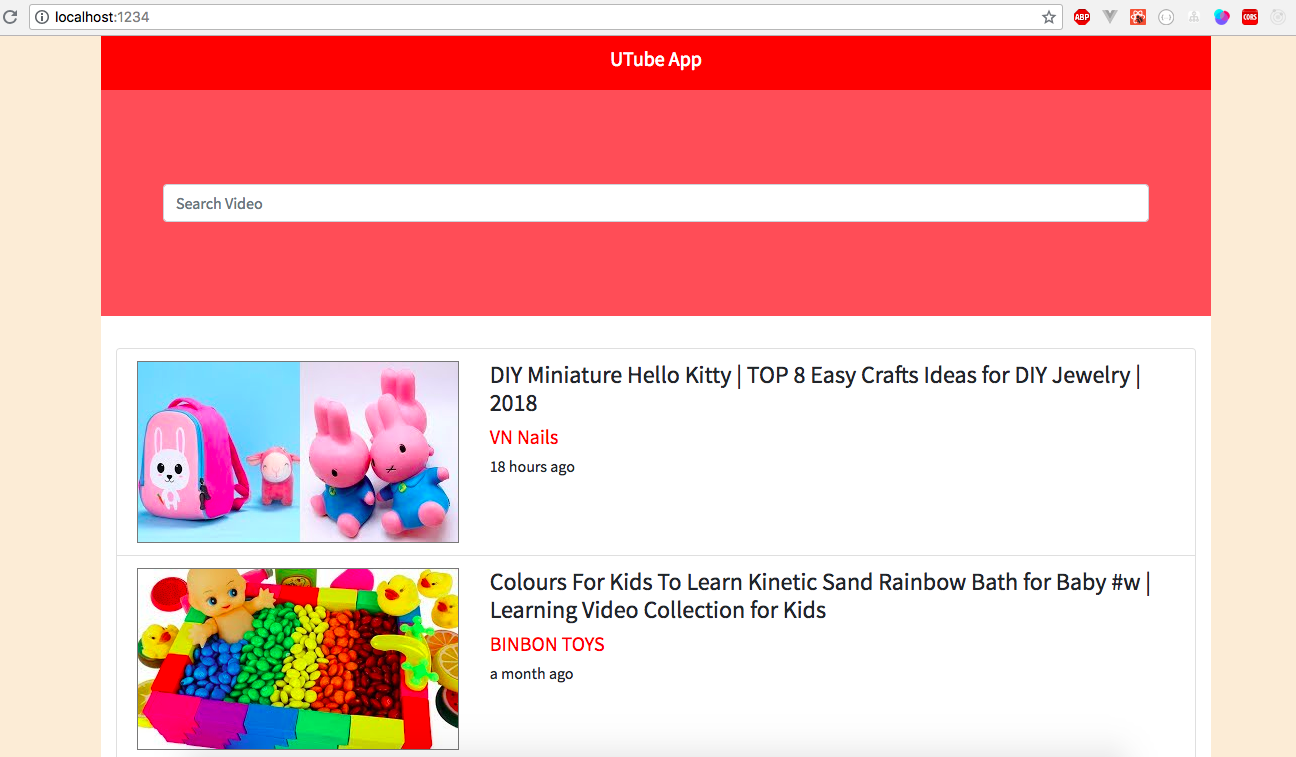 localhost:1234
ABP
CORS
UTube App
Search Video
DIY Miniature Hello Kitty | TOP 8 Easy Crafts Ideas for DIY Jewelry |
2018
VN Nails
18 hours ago
Colours For Kids To Learn Kinetic Sand Rainbow Bath for Baby #w |
Learning Video Collection for Kids
BINBON TOYS
a month ago